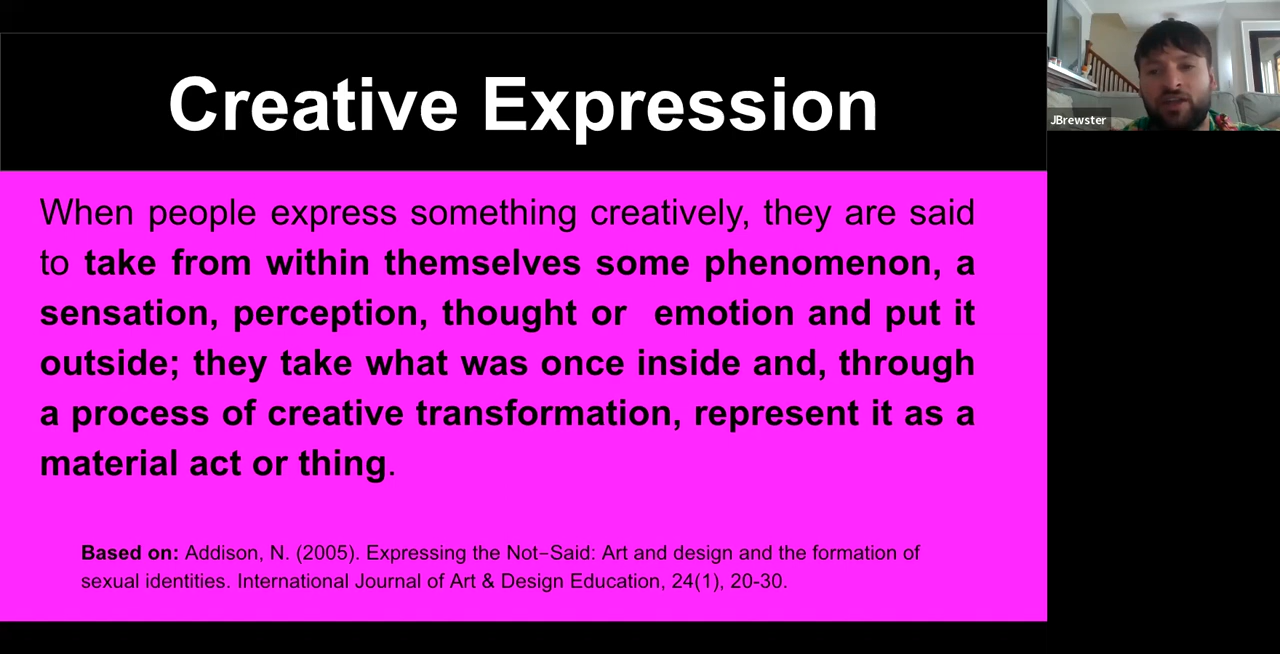 Creative Expression
JBrewster
When people express something creatively, they are said
to take from within themselves some phenomenon, a
sensation, perception, thought or  emotion and put it
outside; they take what was once inside and, through
a process of creative transformation, represent it as a
material act or thing.
Based on: Addison, N. (2005). Expressing the Not–Said: Art and design and the formation of
sexual identities. International Journal of Art & Design Education, 24(1), 20-30.